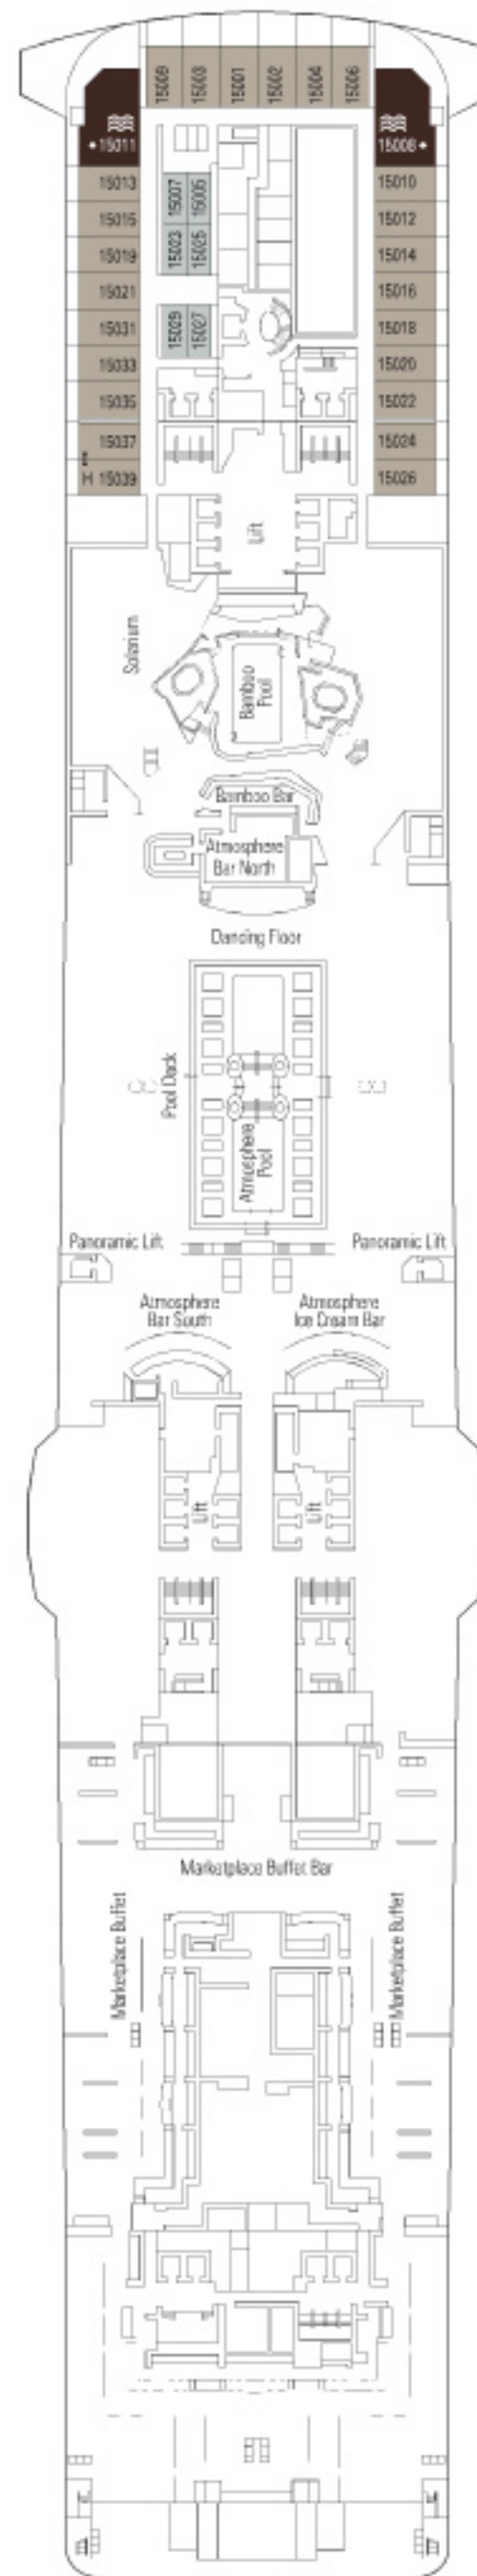 15009
15003
15001
15002
15004
15006
15011
15008
15013
15007
15005
15010
15015
15012
15019
15023
15025
15014
15021
15016
15031
15029
15027
15018
15033
15020
15035
15022
15037
15024
H 15039
15026
Lift
Solarium
Bamboo
Pool
Bamboo Bar
Atmosphere
Bar North
Dancing Floor
Pool Deck
Atmosphere
Pool
Panoramic Lift
Panoramic Lift
Atmosphere
Bar South
Atmosphere
Ice Cream Bar
Lift
Lift
Marketplace Buffet Bar
Marketplace Buffet
Marketplace Buffet